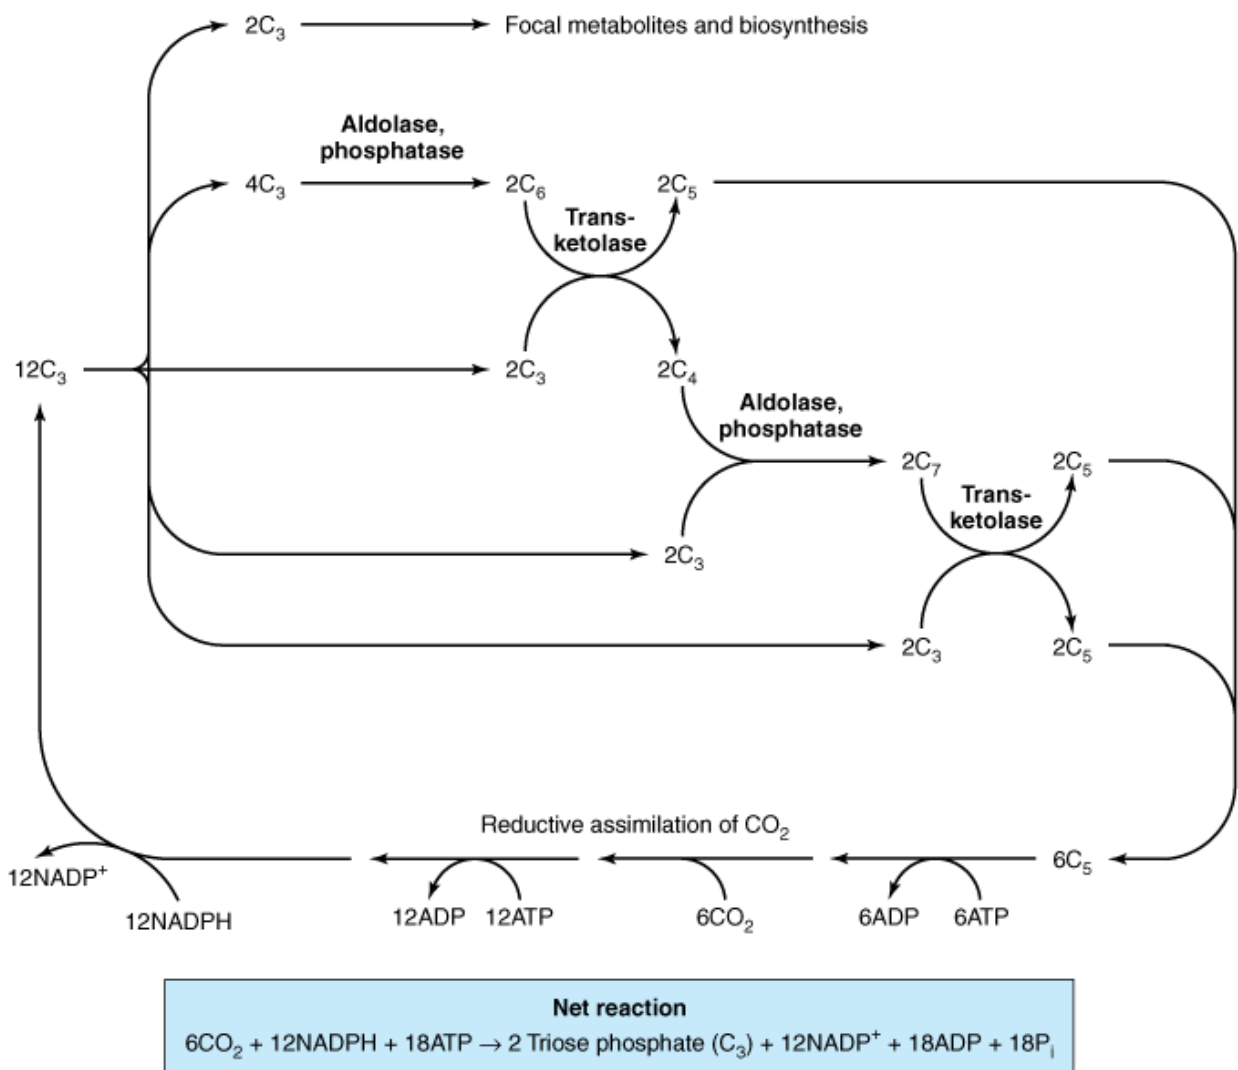 2C₃ Focal metabolites and biosynthesis
Aldolase,
phosphatase
4C₃ 2C₆ 2C₅
Trans-
ketolase
12C₃ 2C₃ 2C₄
Aldolase,
phosphatase
2C₇ 2C₅
Trans-
ketolase
2C₃
2C₃ 2C₅
Reductive assimilation of CO₂
6C₅
12NADP⁺
12NADPH 12ADP 12ATP 6CO₂ 6ADP 6ATP
Net reaction
6CO₂ + 12NADPH + 18ATP → 2 Triose phosphate (C₃) + 12NADP⁺ + 18ADP + 18Pᵢ